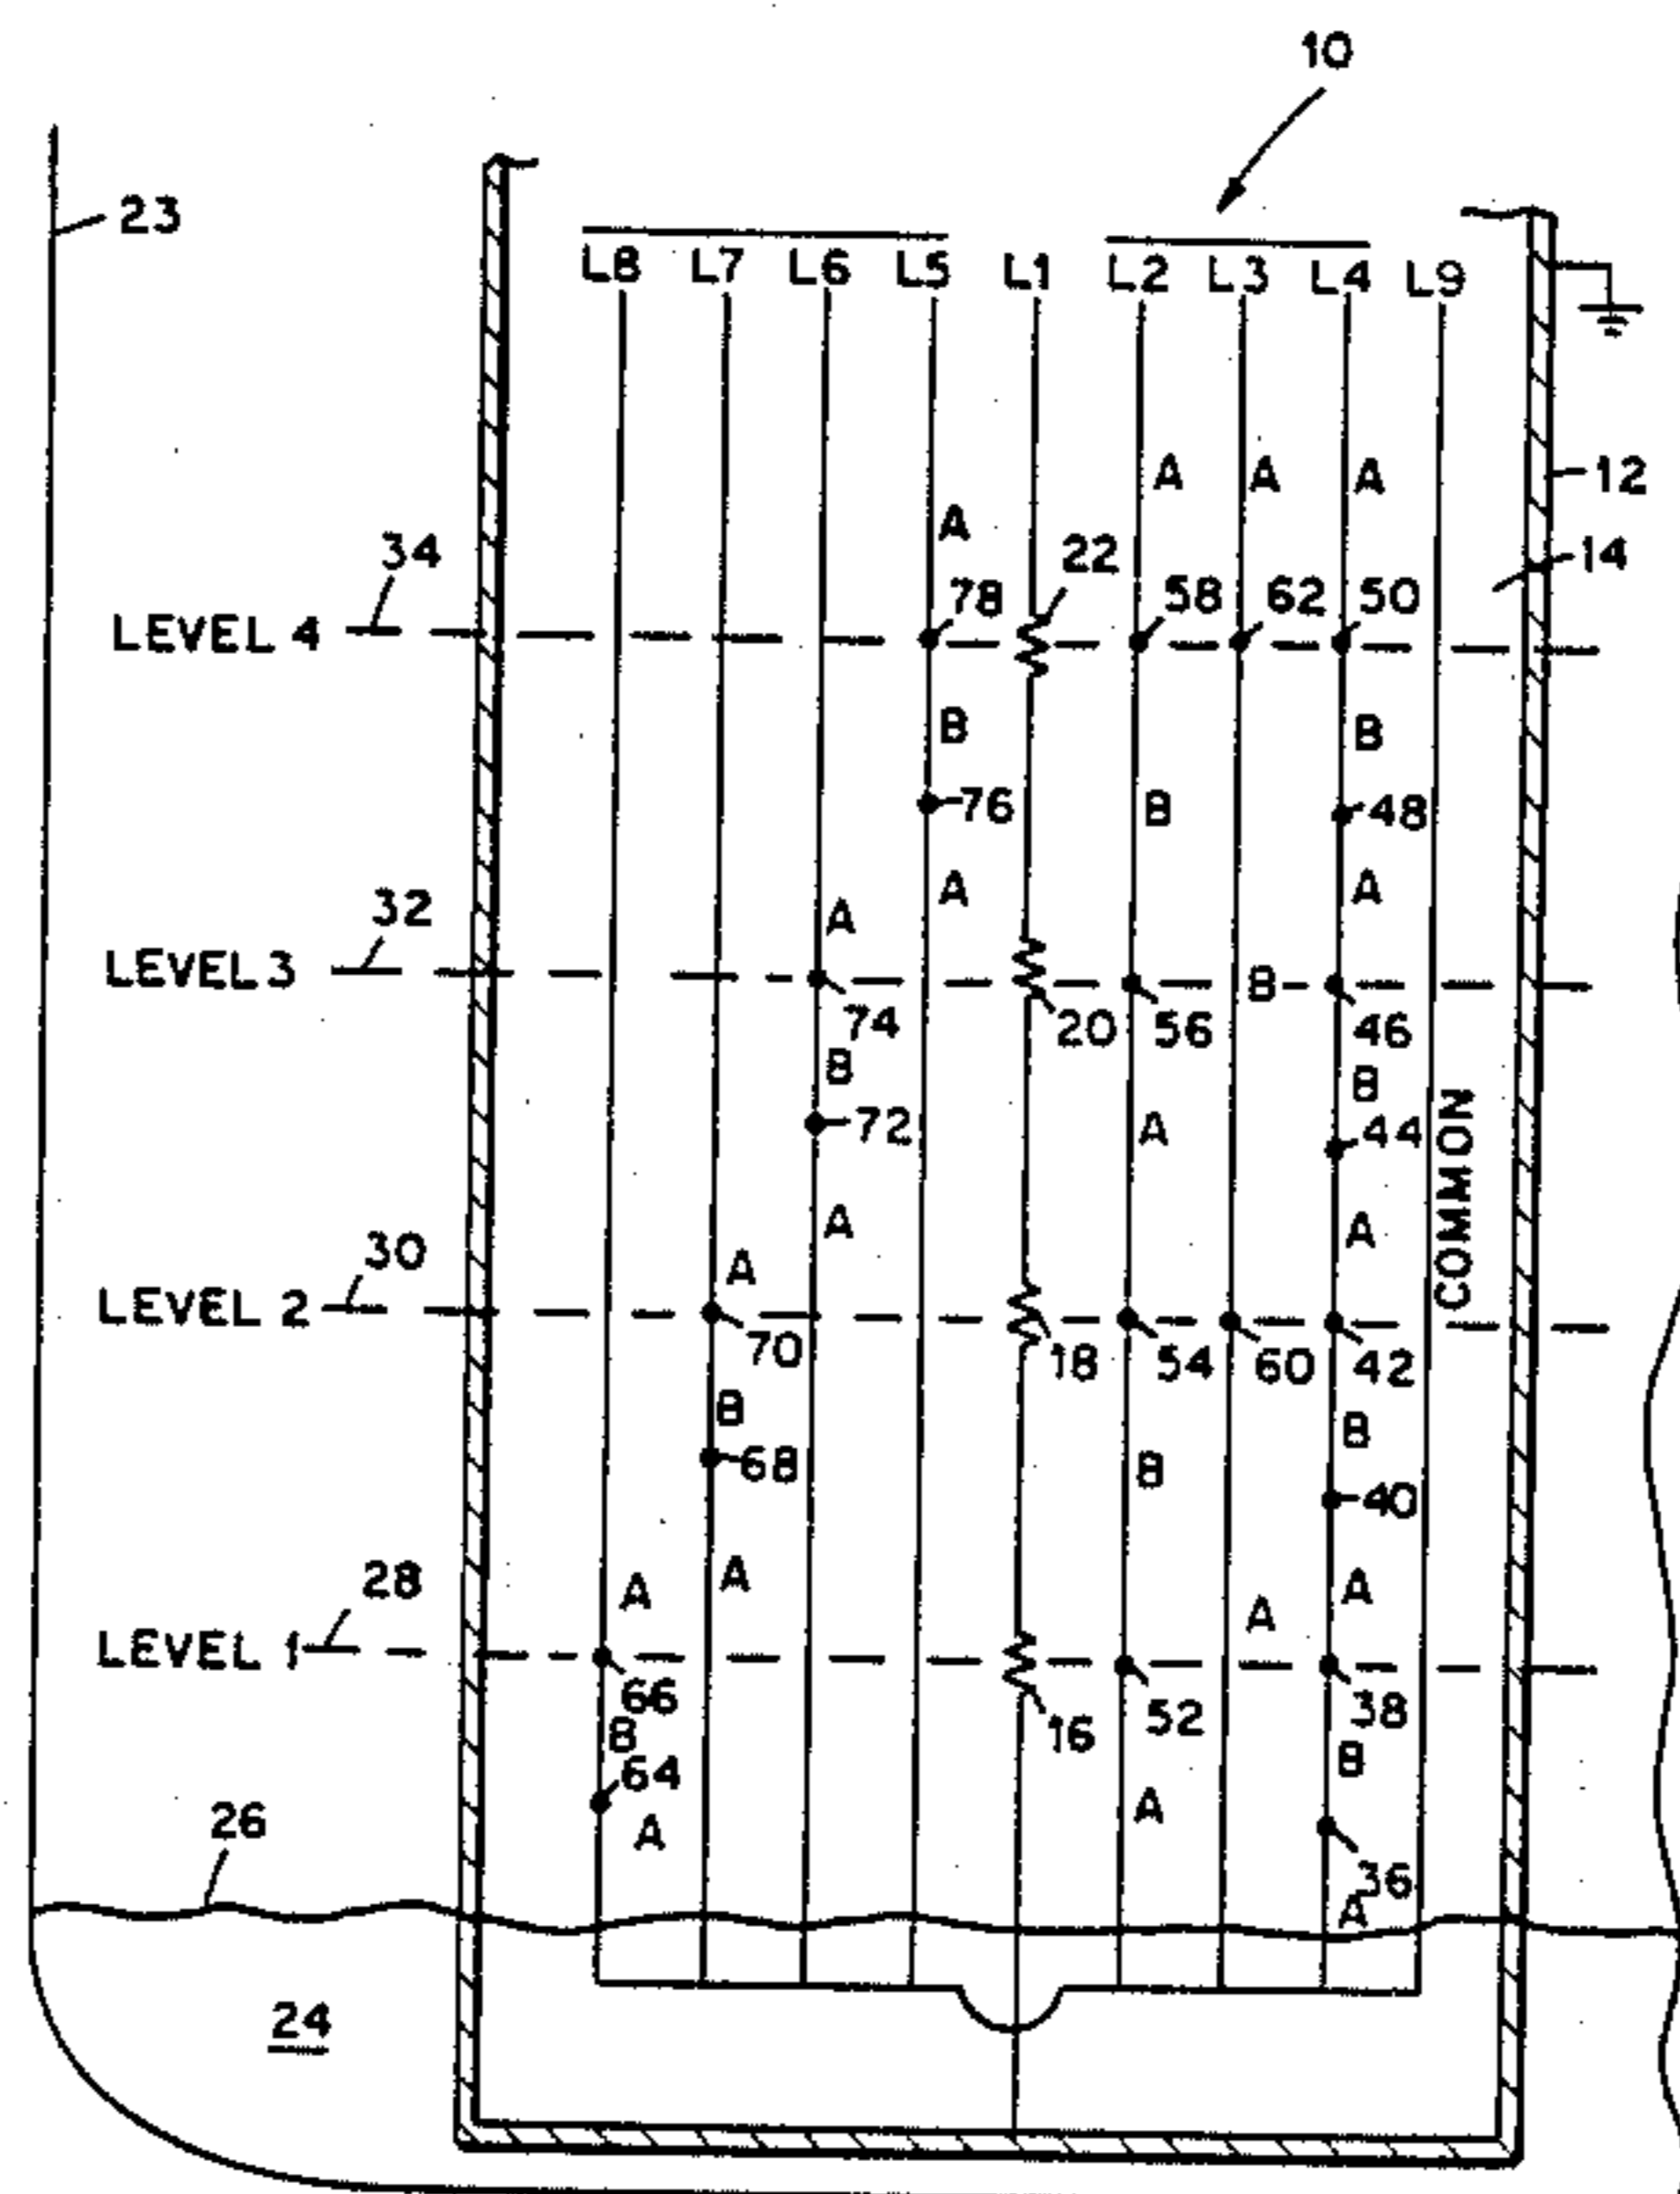 10
23
L8 L7 L6 L5 L1 L2 L3 L4 L9
A A A A 12
34 22 14
LEVEL 4 78 58 62 50
B B
76 B 48
A A
32 A
LEVEL 3 B
74 20 56 46
B B
72 A 44
A A
30 A COMMON
LEVEL 2
70 18 54 60 42
B B
68 B 40
28 A A A A
LEVEL 1
66 16 52 38
B B
64 A
26 A 36
A
24